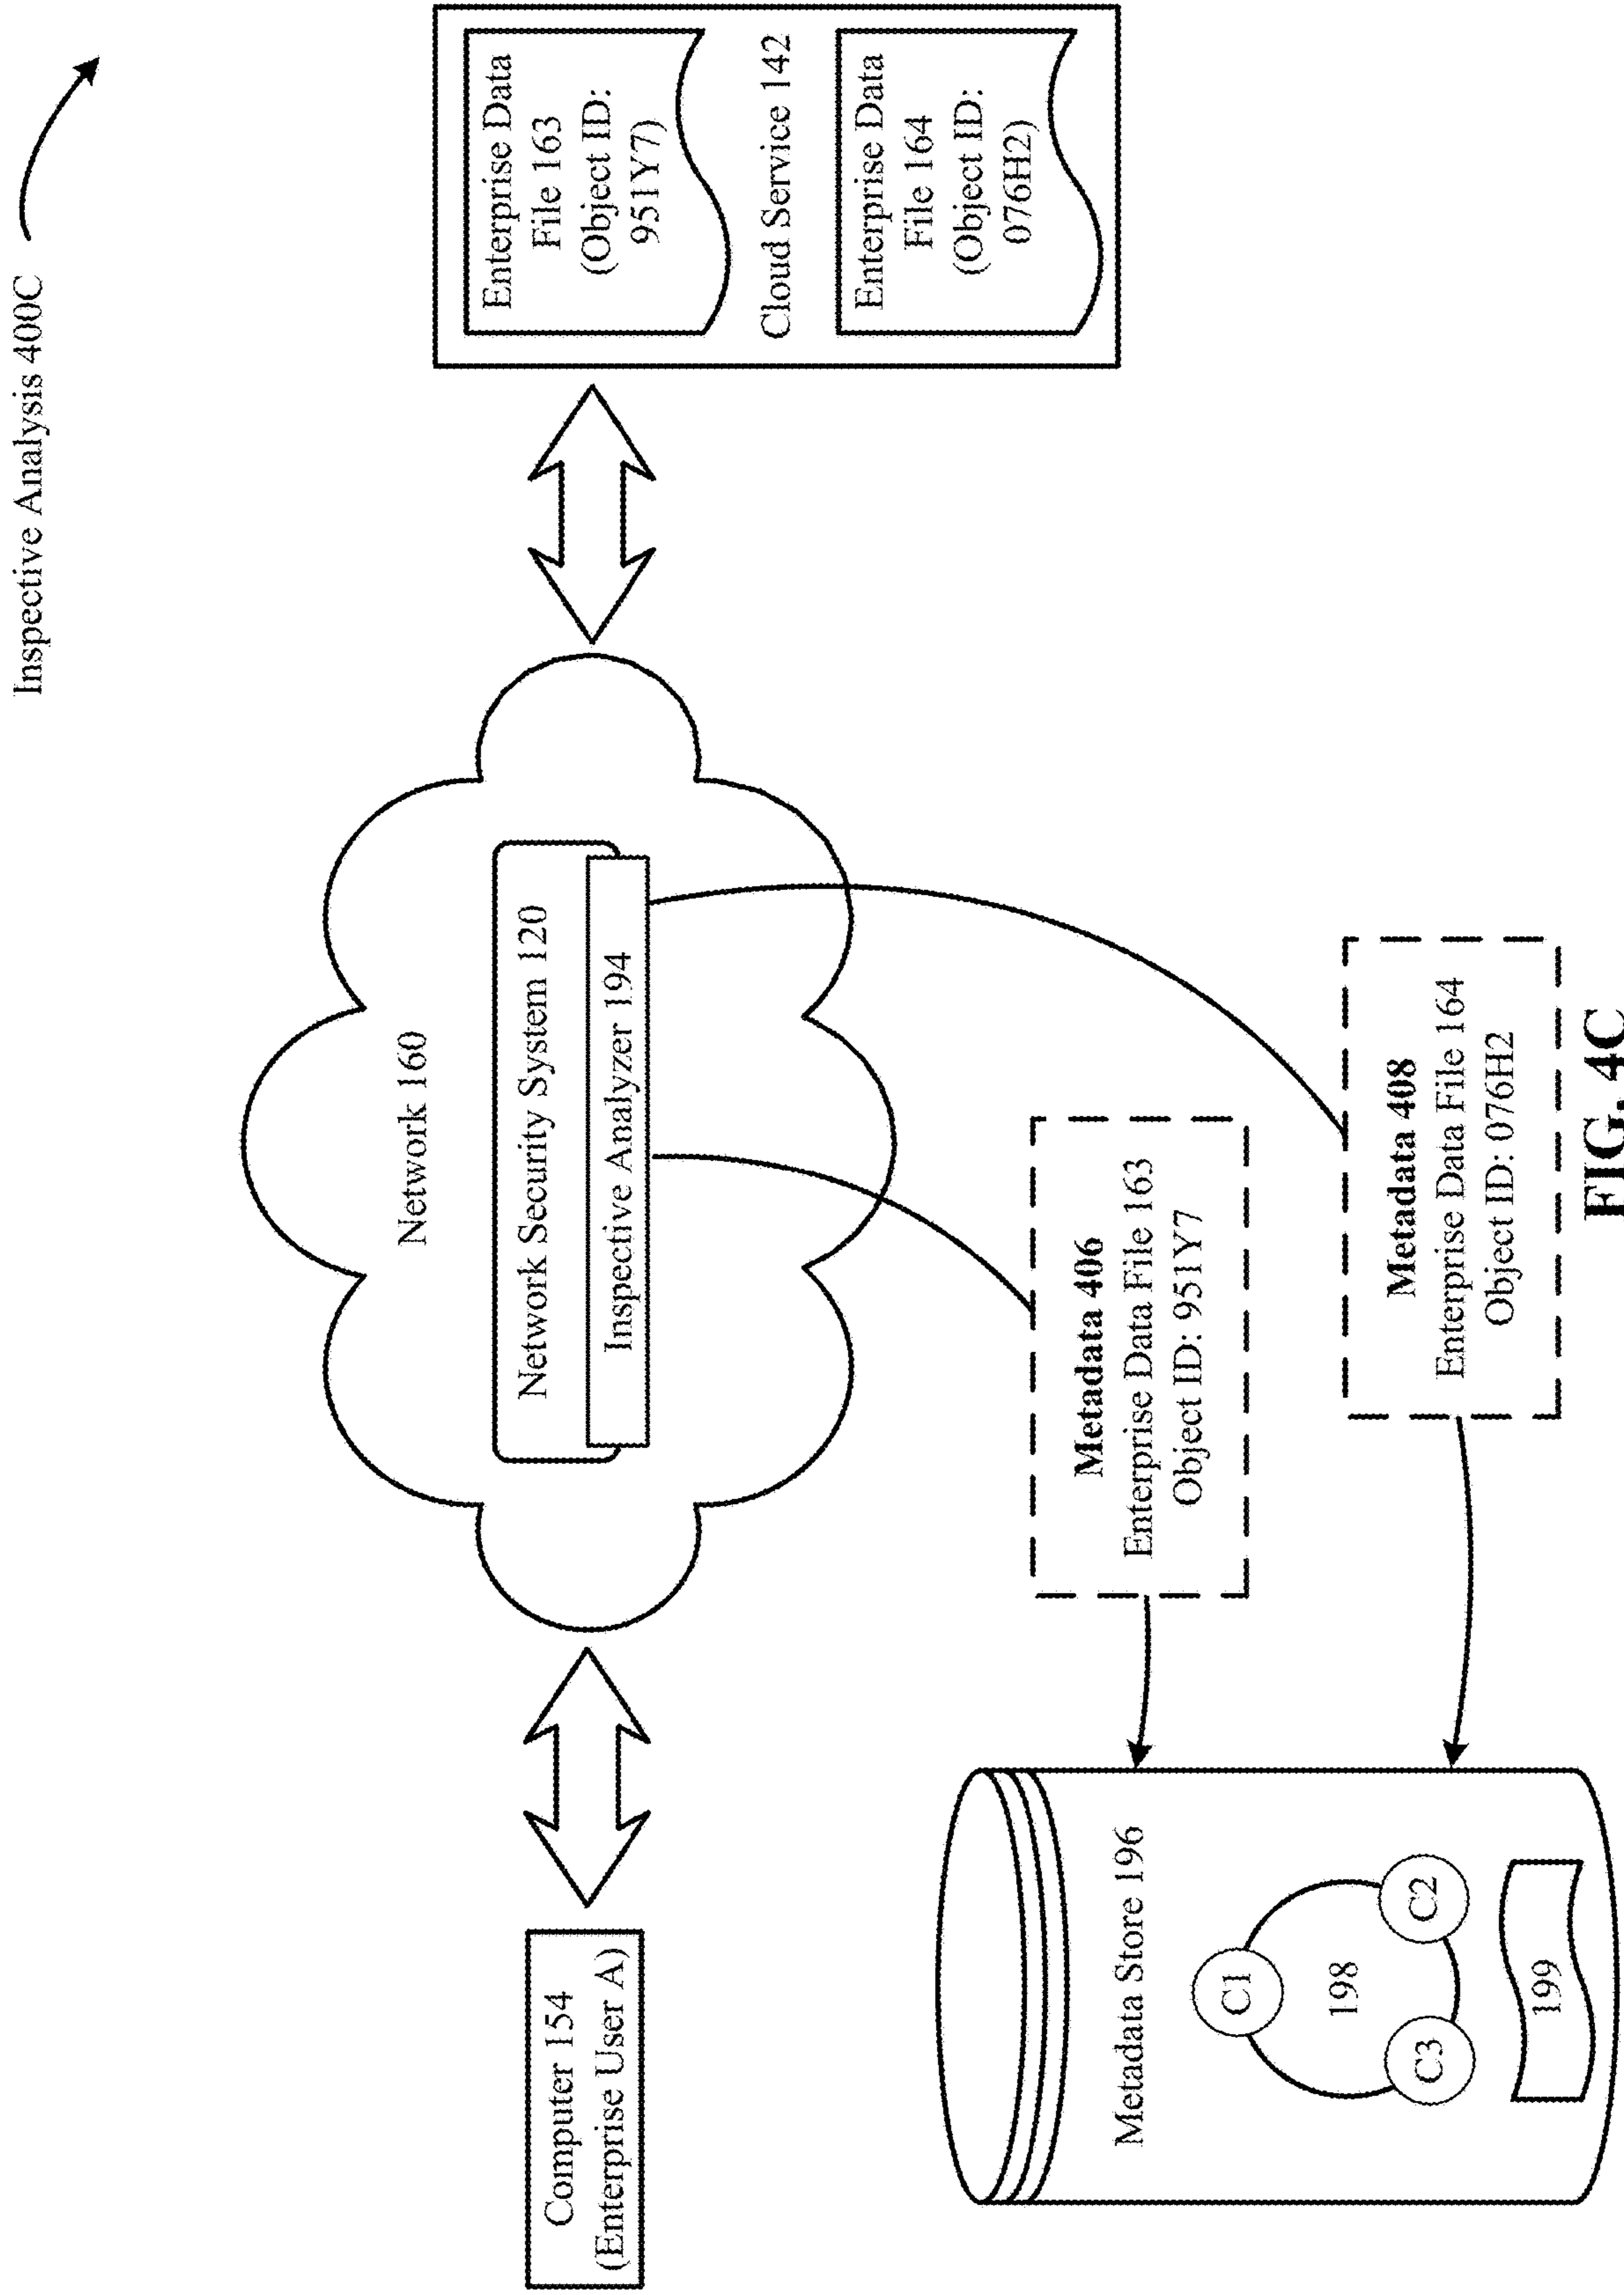 Inspective Analysis 400C
Network 160
Network Security System 120
Inspective Analyzer 194
Computer 154
(Enterprise User A)
Enterprise Data
File 163
(Object ID:
951Y7)
Cloud Service 142
Enterprise Data
File 164
(Object ID:
076H2)
Metadata Store 196
C1
198
C3
C2
199
Metadata 406
Enterprise Data File 163
Object ID: 951Y7
Metadata 408
Enterprise Data File 164
Object ID: 076H2
FIG. 4C